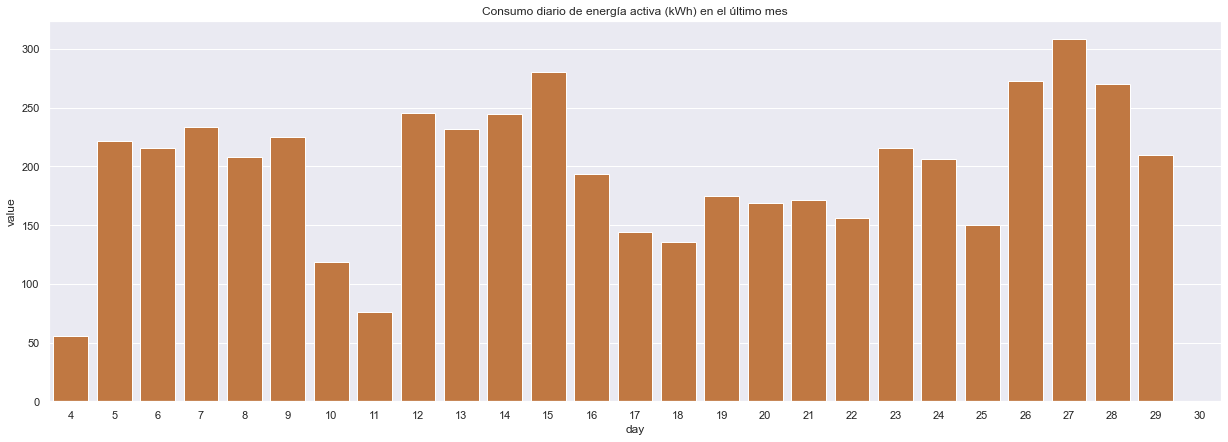 Consumo diario de energía activa (kWh) en el último mes
300
250
200
150
100
50
0
value
4 5 6 7 8 9 10 11 12 13 14 15 16 17 18 19 20 21 22 23 24 25 26 27 28 29 30
day